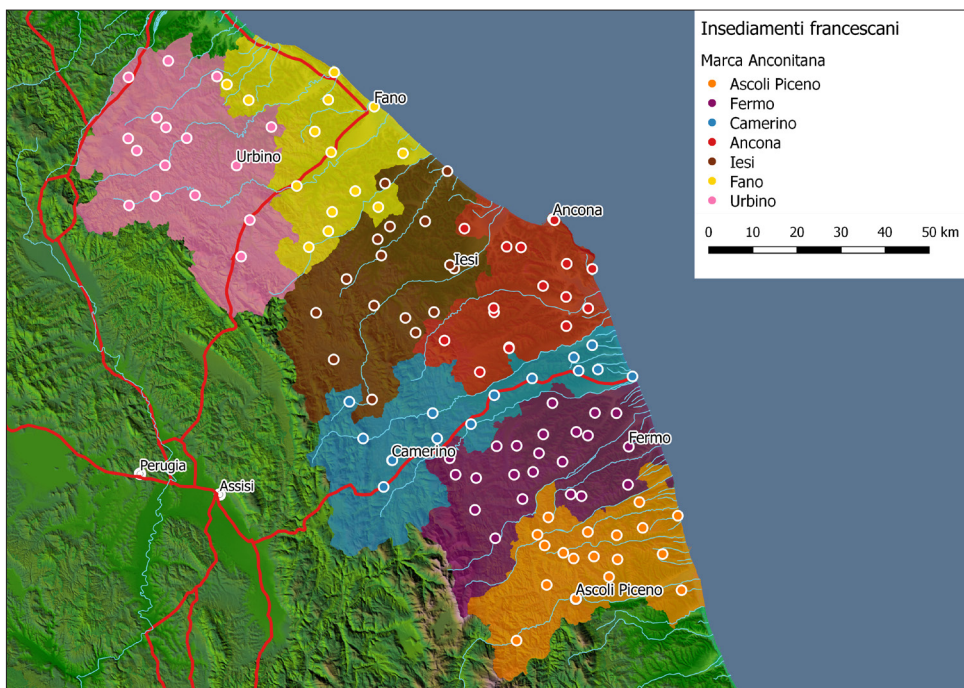 Insediamenti francescani
Marca Anconitana
Ascoli Piceno
Fermo
Camerino
Ancona
Iesi
Fano
Urbino
0 10 20 30 40 50 km
Fano
Urbino
Ancona
Iesi
Camerino
Fermo
Perugia
Assisi
Ascoli Piceno